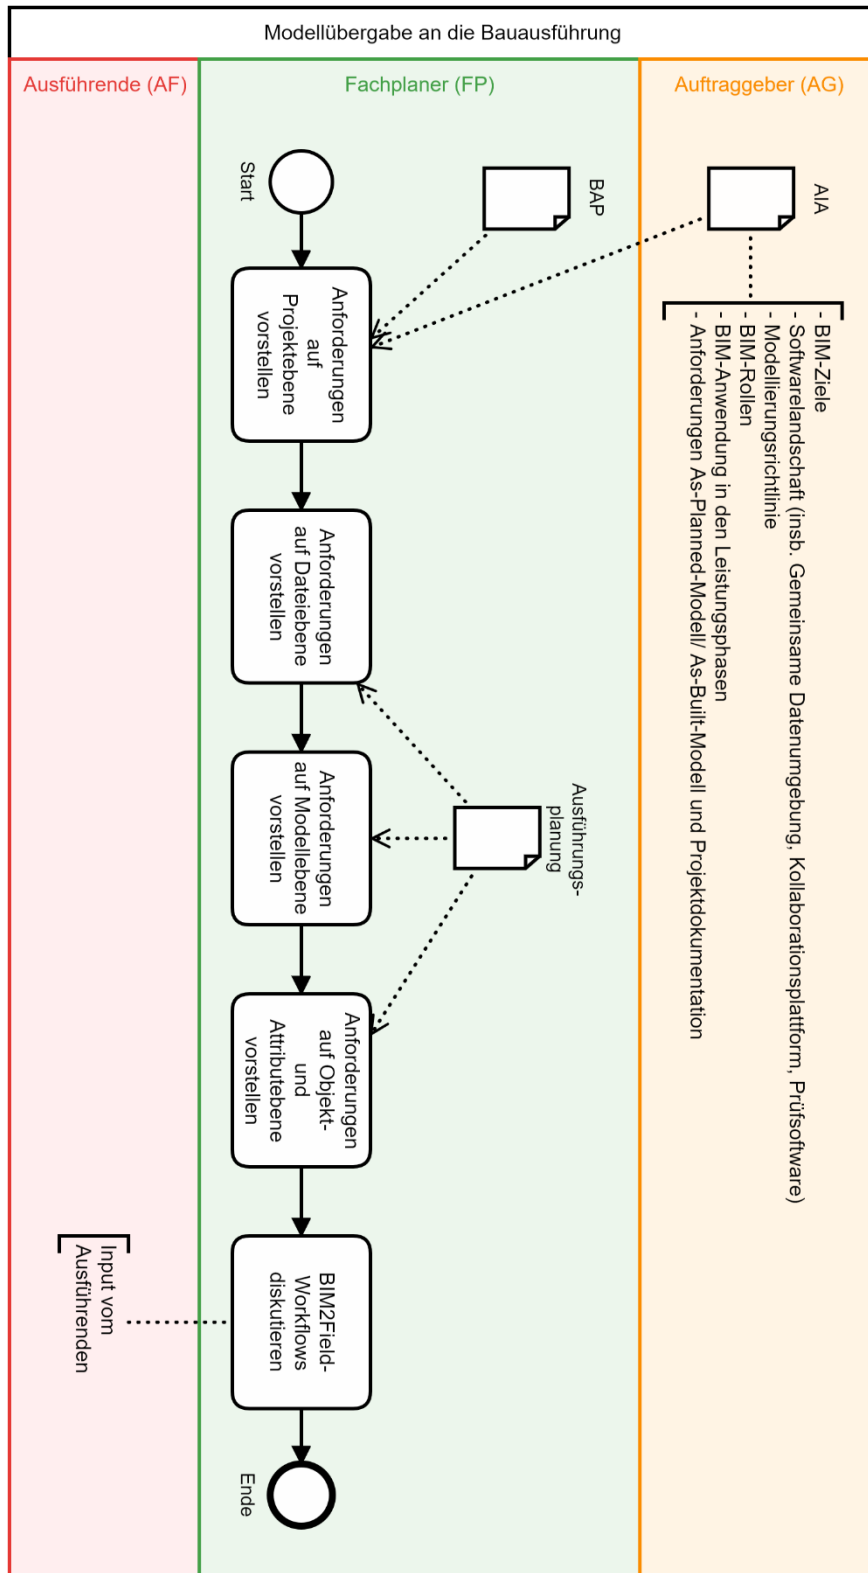 Modellübergabe an die Bauausführung
Ausführende (AF)
Fachplaner (FP)
Auftraggeber (AG)
AIA
- BIM-Ziele
- Softwarelandschaft (insb. Gemeinsame Datenumgebung, Kollaborationsplattform, Prüfsoftware)
- Modellierungsrichtlinie
- BIM-Rollen
- BIM-Anwendung in den Leistungsphasen
- Anforderungen As-Planned-Modell/ As-Built-Modell und Projektdokumentation
BAP
Ausführungs-
planung
Start
Anforderungen
auf
Projektebene
vorstellen
Anforderungen
auf Dateiebene
vorstellen
Anforderungen
auf Modellebene
vorstellen
Anforderungen
auf Objekt-
und
Attributebene
vorstellen
BIM2Field-
Workflows
diskutieren
Ende
Input vom
Ausführenden